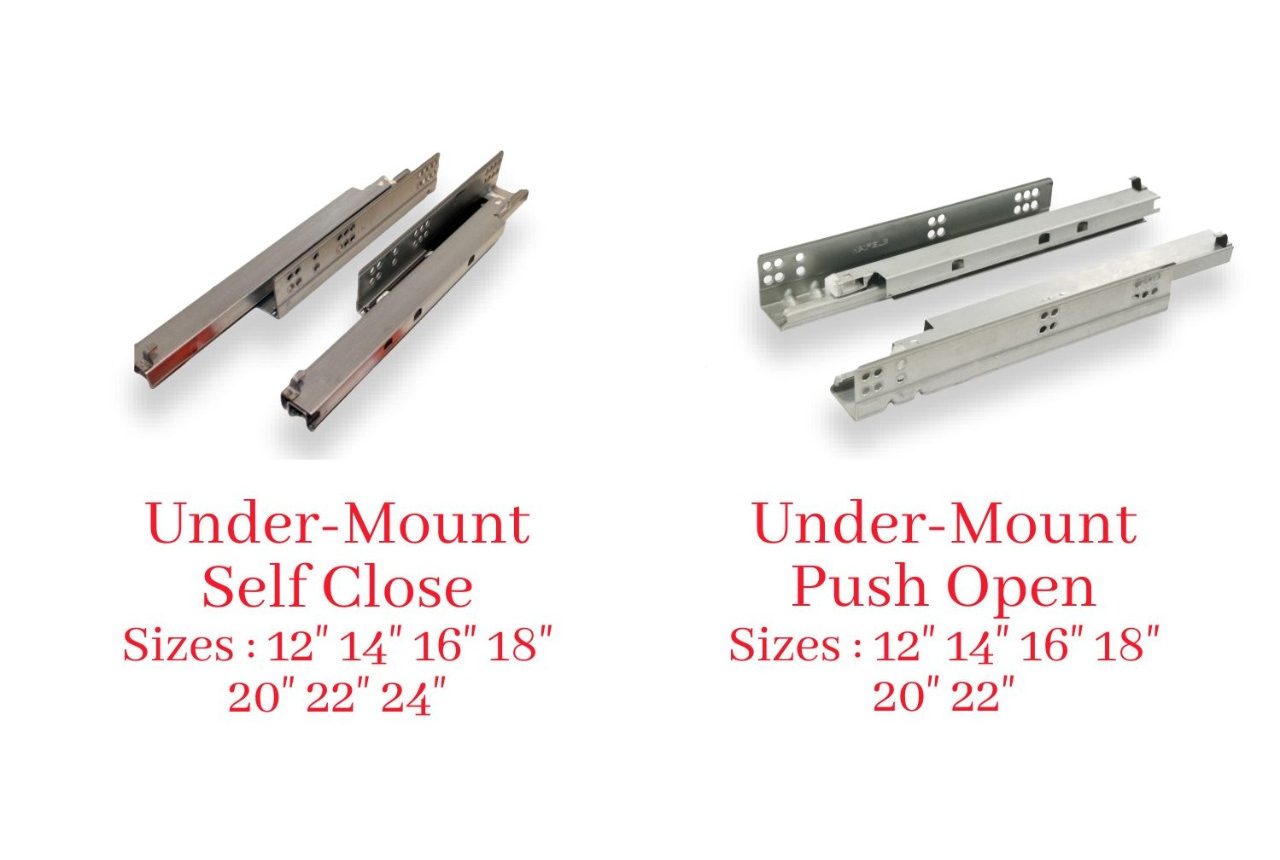 Under-Mount
Self Close
Sizes : 12" 14" 16" 18"
20" 22" 24"
Under-Mount
Push Open
Sizes : 12" 14" 16" 18"
20" 22"